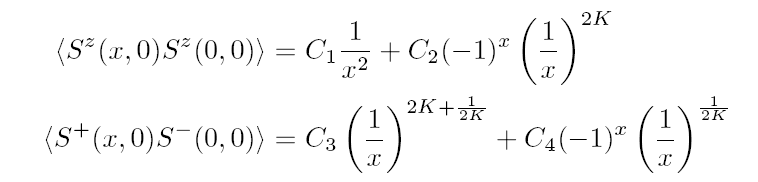 ⟨S^z(x,0)S^z(0,0)⟩ = C_1 \frac{1}{x^2} + C_2(−1)^x \left(\frac{1}{x}\right)^{2K}
⟨S^+(x,0)S^−(0,0)⟩ = C_3 \left(\frac{1}{x}\right)^{2K+\frac{1}{2K}} + C_4(−1)^x \left(\frac{1}{x}\right)^{\frac{1}{2K}}